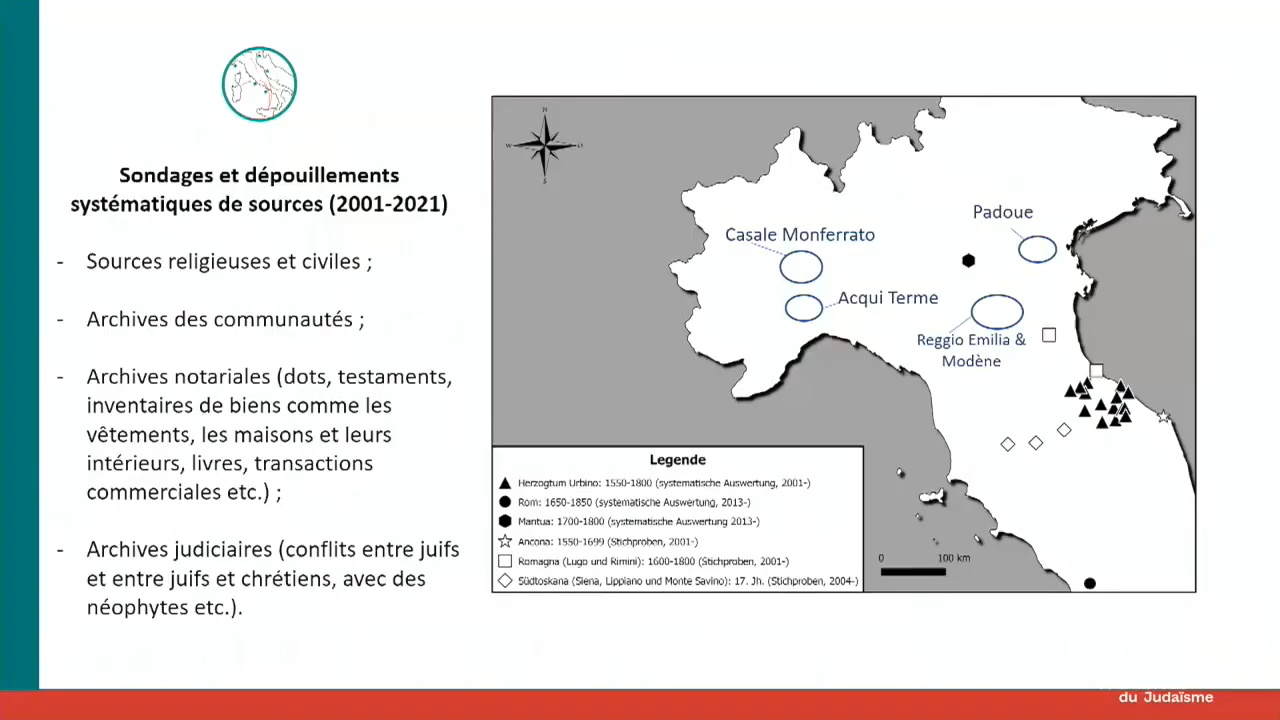 Sondages et dépouillements
systématiques de sources (2001-2021)
- Sources religieuses et civiles ;
- Archives des communautés ;
- Archives notariales (dots, testaments,
inventaires de biens comme les
vêtements, les maisons et leurs
intérieurs, livres, transactions
commerciales etc.) ;
- Archives judiciaires (conflits entre juifs
et entre juifs et chrétiens, avec des
néophytes etc.).
N
W
S
Padoue
Casale Monferrato
Acqui Terme
Reggio Emilia &
Modène
Legende
Herzogtum Urbino: 1550-1800 (systematische Auswertung, 2001-)
Rom: 1650-1850 (systematische Auswertung, 2013-)
Mantua: 1700-1800 (systematische Auswertung 2013-)
Ancona: 1550-1699 (Stichproben, 2001-)
Romagna (Lugo und Rimini): 1600-1800 (Stichproben, 2001-)
Südtoskana (Siena, Lippiano und Monte Savino): 17. Jh. (Stichproben, 2004-)
0 100 km
du Judaïsme